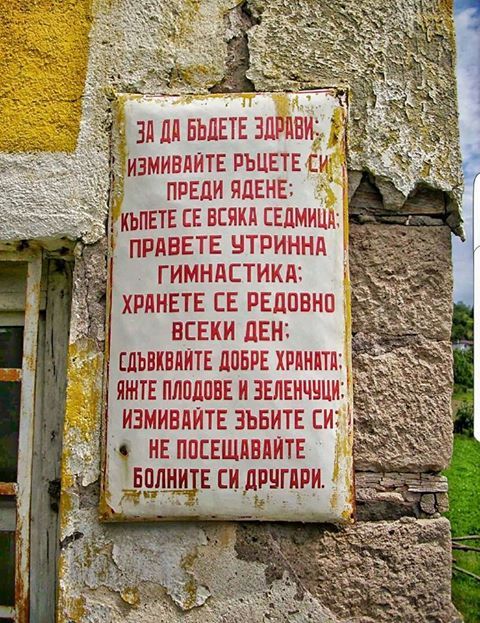 ЗА ДА БЪДЕТЕ ЗДРАВИ:
ИЗМИВАЙТЕ РЪЦЕТЕ СИ
ПРЕДИ ЯДЕНЕ;
КЪПЕТЕ СЕ ВСЯКА СЕДМИЦА;
ПРАВЕТЕ УТРИННА
ГИМНАСТИКА;
ХРАНЕТЕ СЕ РЕДОВНО
ВСЕКИ ДЕН;
СДЪВКВАЙТЕ ДОБРЕ ХРАНАТА;
ЯЖТЕ ПЛОДОВЕ И ЗЕЛЕНЧУЦИ;
ИЗМИВАЙТЕ ЗЪБИТЕ СИ;
НЕ ПОСЕЩАВАЙТЕ
БОЛНИТЕ СИ ДРУГАРИ.